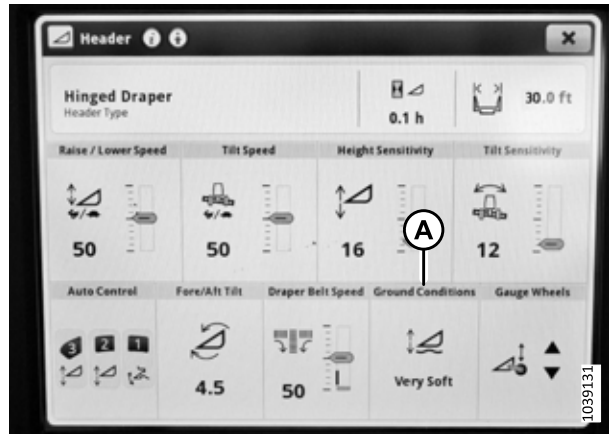 Header
Hinged Draper
Header Type
0.1 h
30.0 ft
Raise / Lower Speed
Tilt Speed
Height Sensitivity
Tilt Sensitivity
50
50
16
12
A
Auto Control
Fore/Aft Tilt
Draper Belt Speed
Ground Conditions
Gauge Wheels
3 2 1
4.5
50
Very Soft
1039131